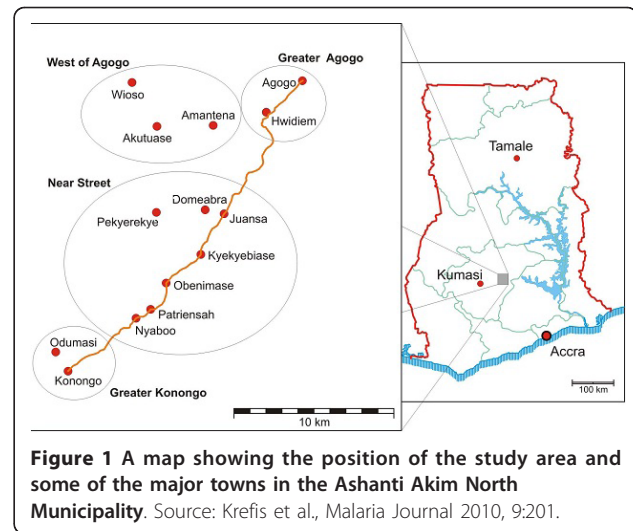 West of Agogo
Wioso
Amantena
Akutuase
Greater Agogo
Agogo
Hwidiem
Near Street
Domeabra
Pekyerekye
Juansa
Kyekyebiase
Obenimase
Patriensah
Nyaboo
Odumasi
Konongo
Greater Konongo
10 km
Tamale
Kumasi
Accra
100 km
Figure 1 A map showing the position of the study area and
some of the major towns in the Ashanti Akim North
Municipality. Source: Krefis et al., Malaria Journal 2010, 9:201.